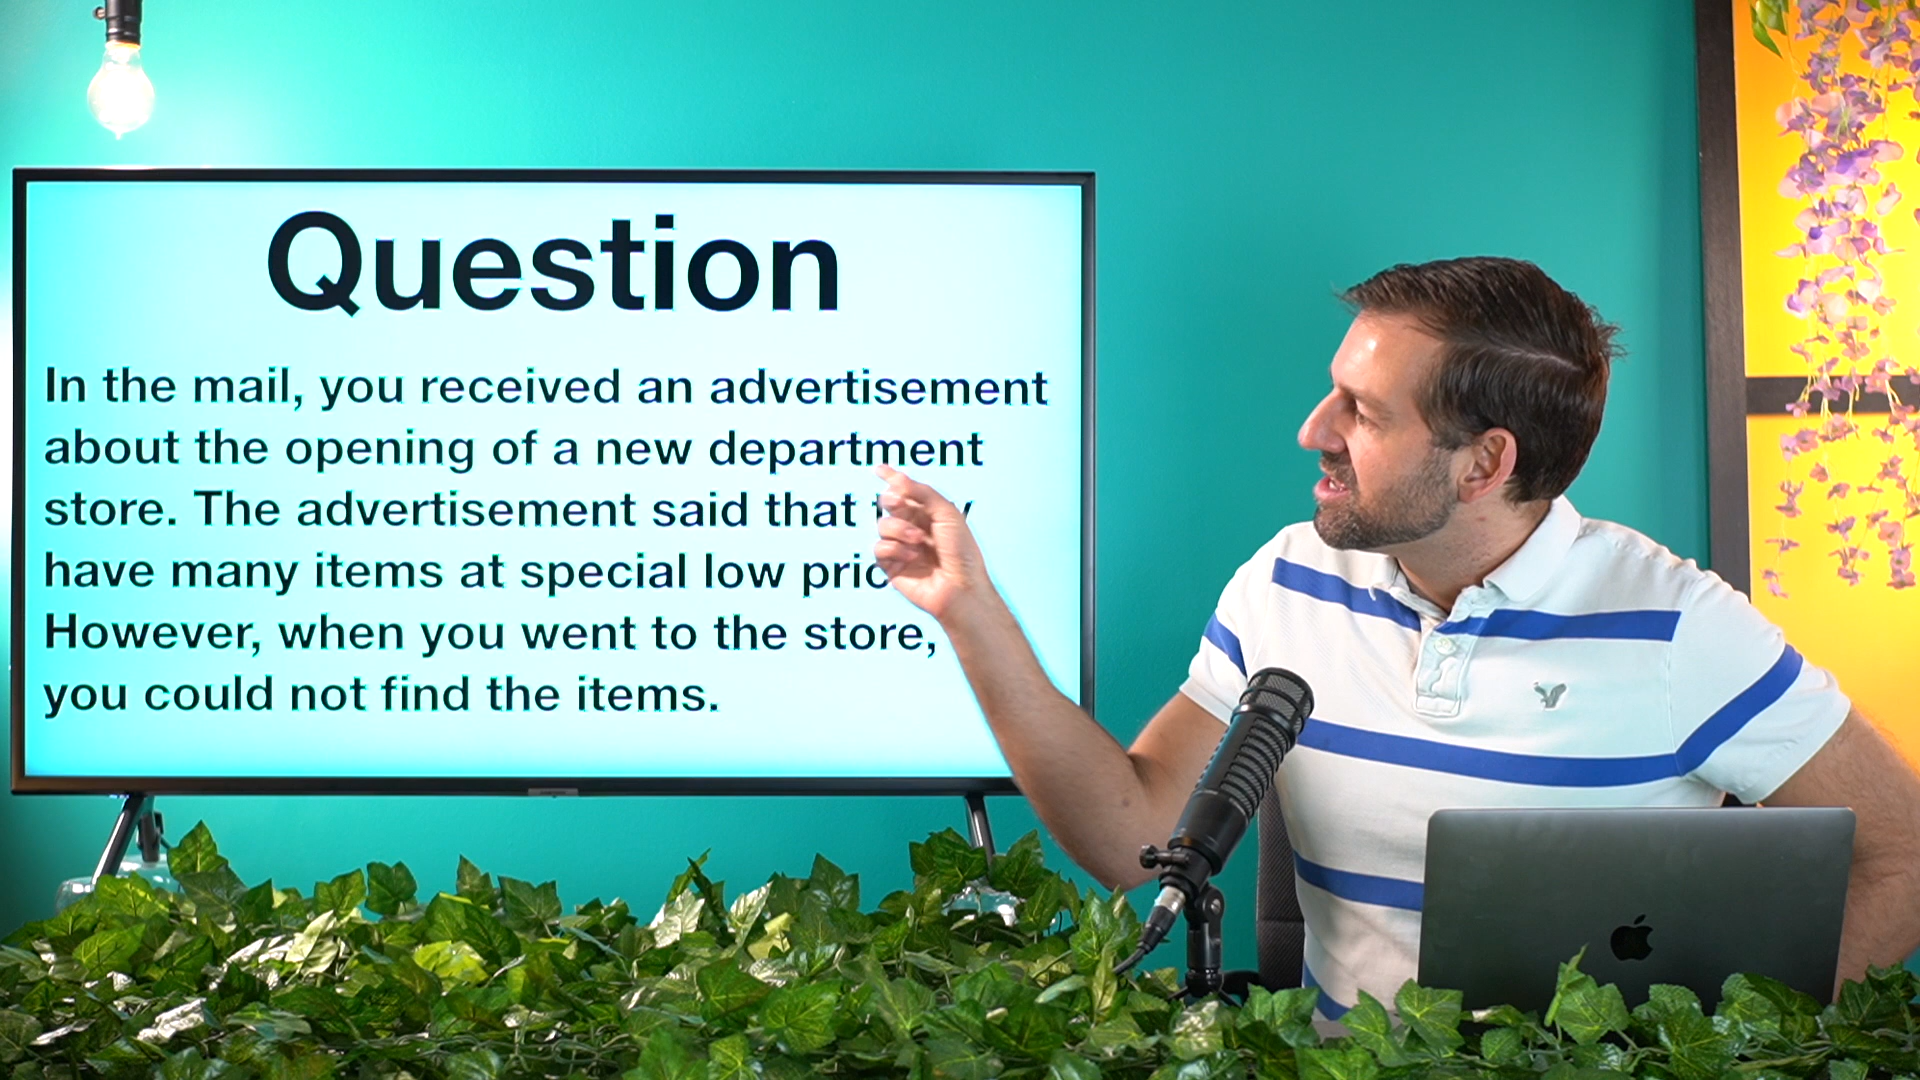 Question
In the mail, you received an advertisement
about the opening of a new department
store. The advertisement said that
have many items at special low
However, when you went to the store,
you could not find the items.